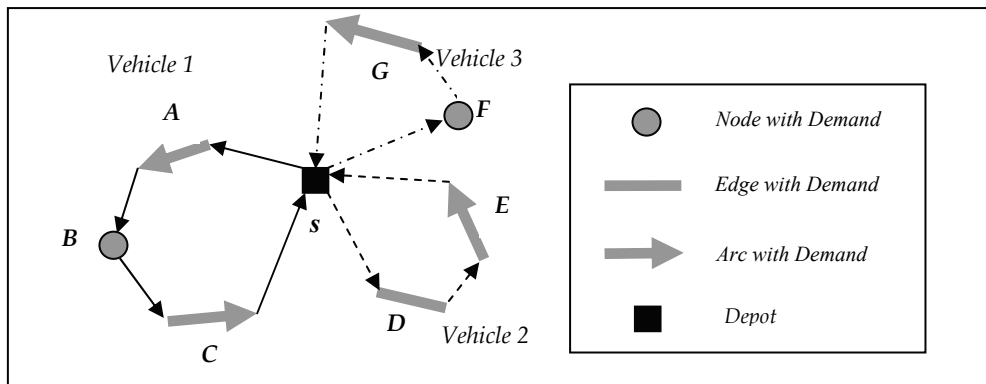 Vehicle 1
A
B
C
s
G
Vehicle 3
F
E
D
Vehicle 2
Node with Demand
Edge with Demand
Arc with Demand
Depot